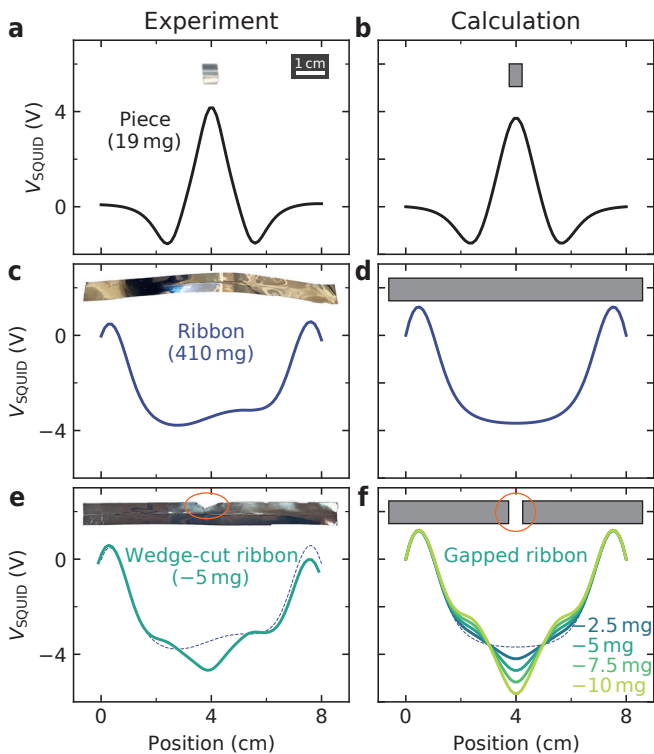 Experiment
Calculation
a
b
1 cm
Piece
(19 mg)
4
0
V_SQUID (V)
c
d
Ribbon
(410 mg)
0
−4
V_SQUID (V)
e
f
Wedge-cut ribbon
(−5 mg)
Gapped ribbon
−2.5 mg
−5 mg
−7.5 mg
−10 mg
0
−4
V_SQUID (V)
0
4
8
0
4
8
Position (cm)
Position (cm)